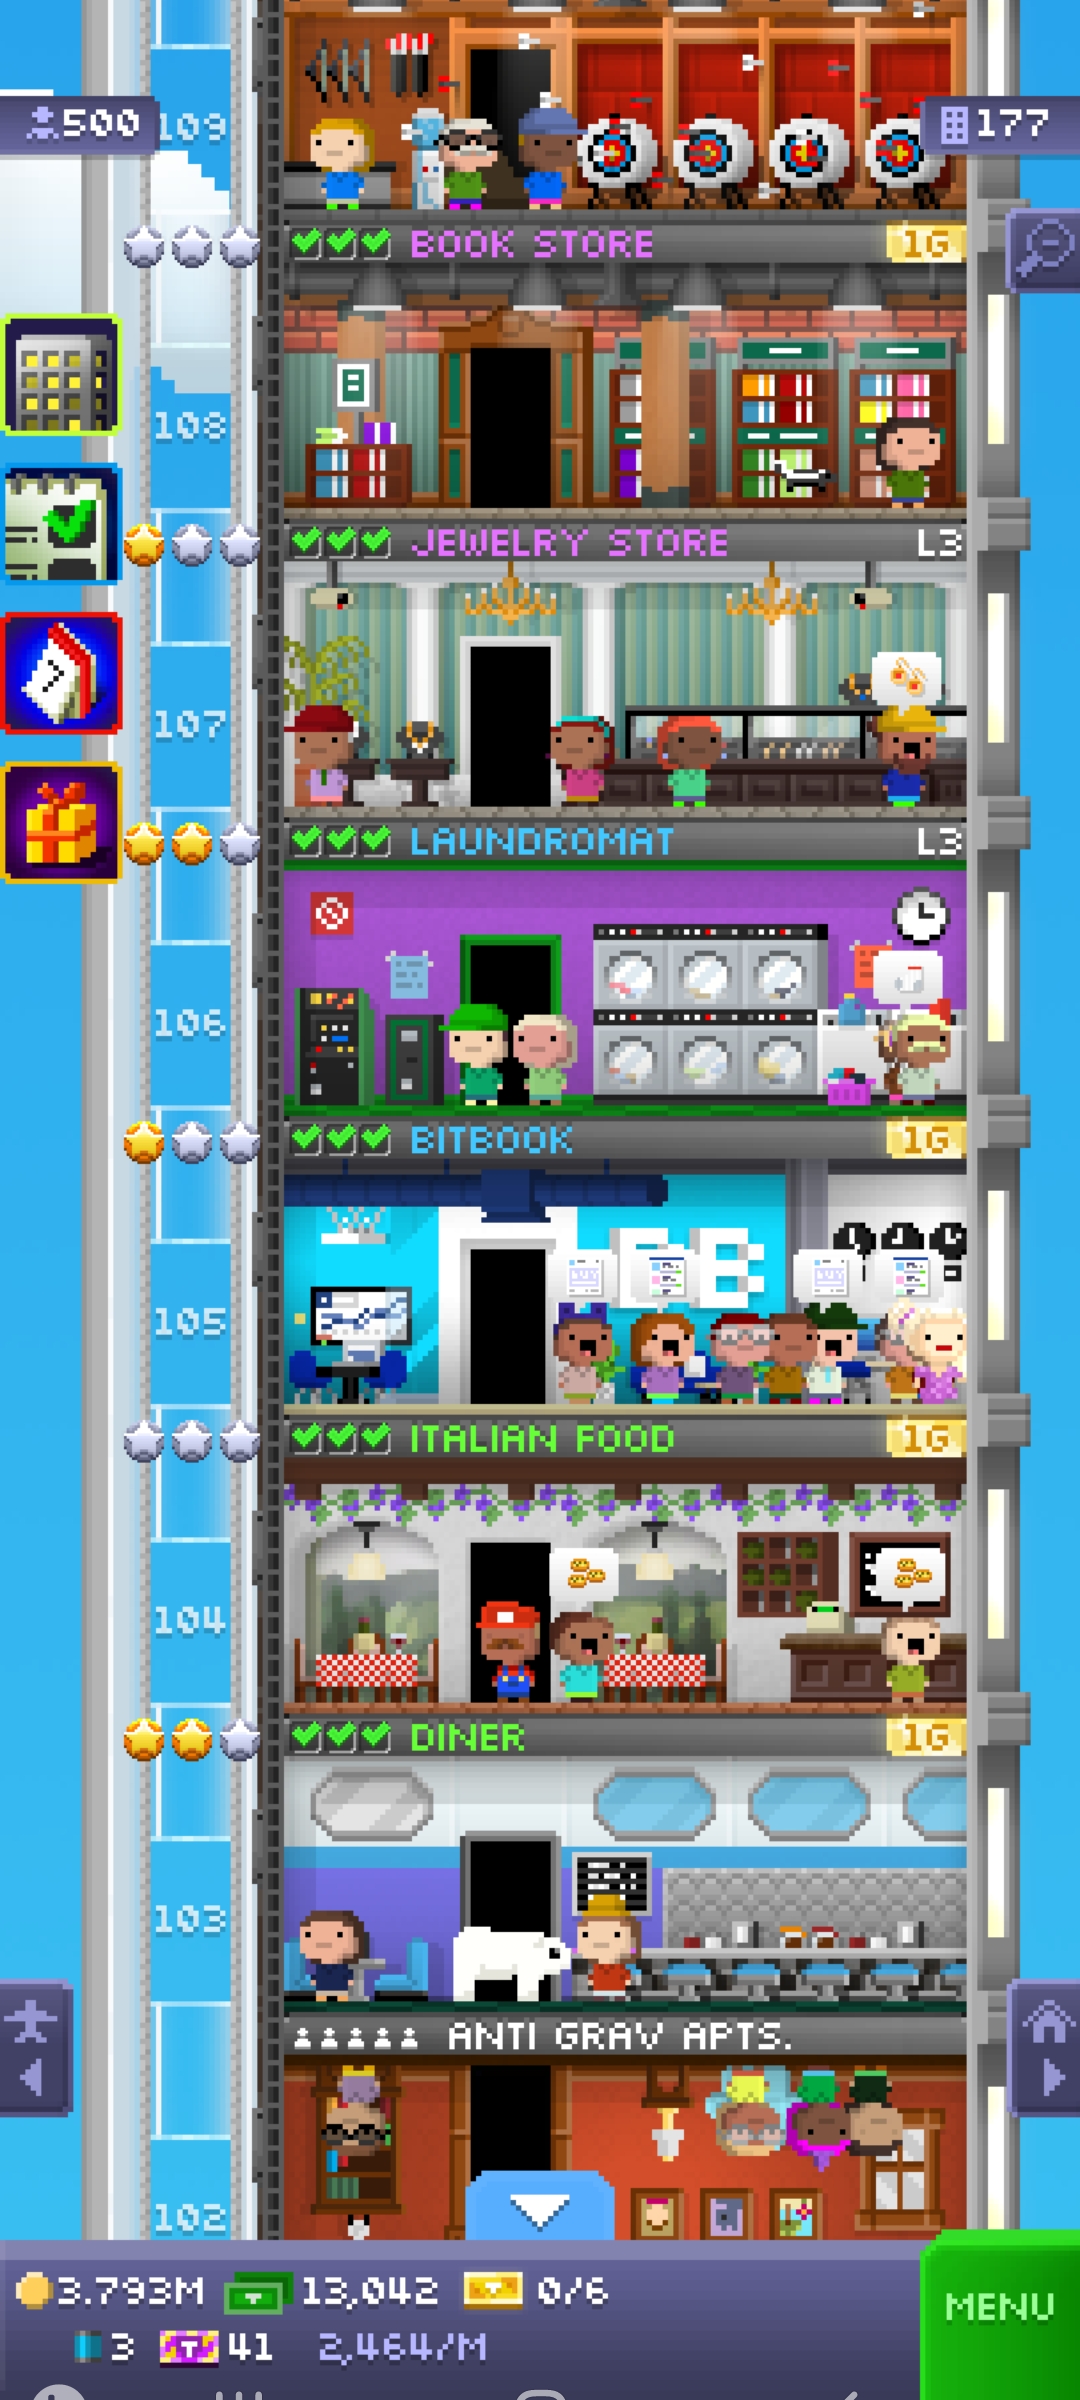 500
109
177
BOOK STORE 1G
108
JEWELRY STORE L3
107
LAUNDROMAT L3
106
BITBOOK 1G
BB
105
ITALIAN FOOD 1G
104
DINER 1G
103
ANTI GRAV APTS.
102
3.793M 13,042 0/6
3 41 2,464/M
MENU